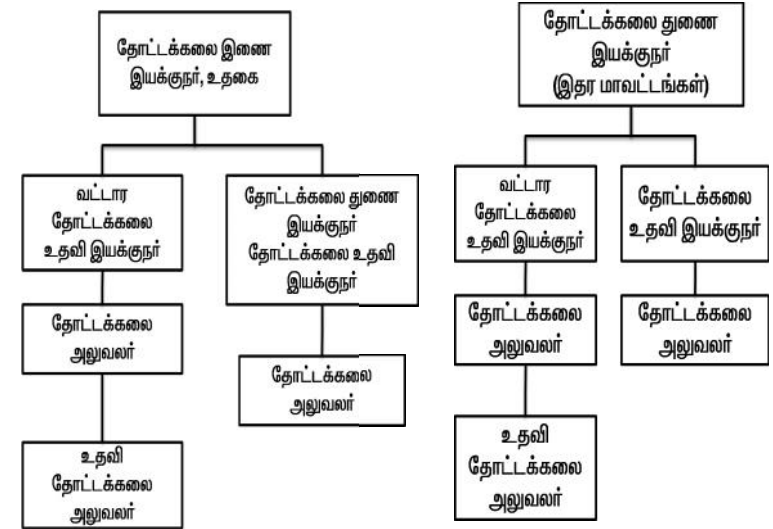 தோட்டக்கலை இணை
இயக்குநர், உதகை
வட்டார
தோட்டக்கலை
உதவி இயக்குநர்
தோட்டக்கலை
அலுவலர்
உதவி
தோட்டக்கலை
அலுவலர்
தோட்டக்கலை துணை
இயக்குநர்
தோட்டக்கலை உதவி
இயக்குநர்
தோட்டக்கலை
அலுவலர்
தோட்டக்கலை துணை
இயக்குநர்
(இதர மாவட்டங்கள்)
வட்டார
தோட்டக்கலை
உதவி இயக்குநர்
தோட்டக்கலை
அலுவலர்
உதவி
தோட்டக்கலை
அலுவலர்
தோட்டக்கலை
உதவி இயக்குநர்
தோட்டக்கலை
அலுவலர்